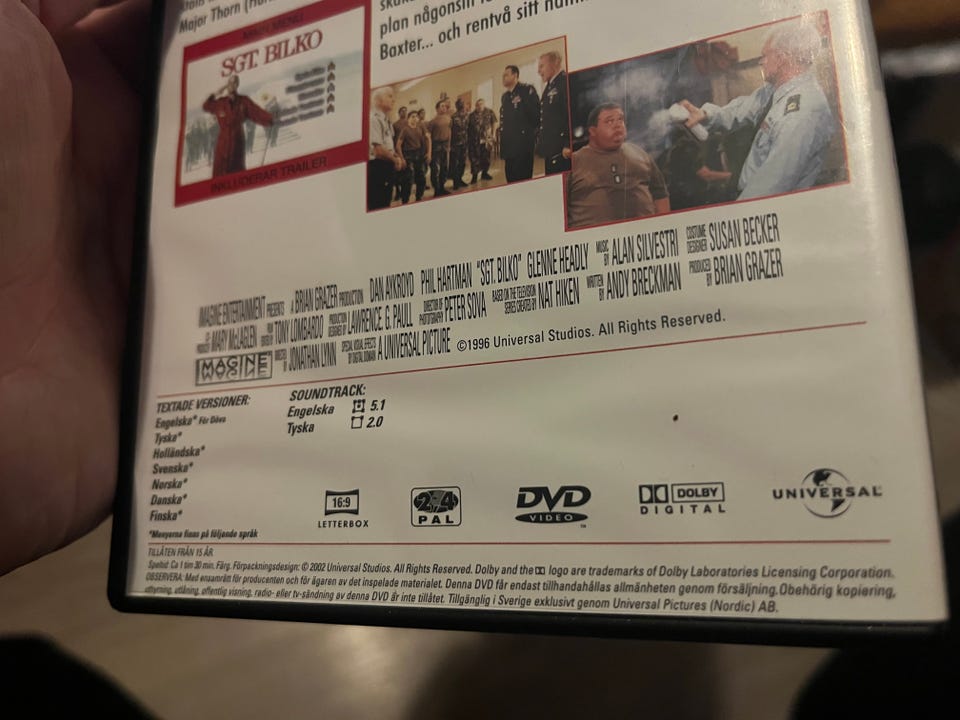 Major Thorn
plan någonsin
Baxter... och rentvå sitt
MAIN MENU
SGT. BILKO
INKLUDERAR TRAILER
IMAGINE ENTERTAINMENT PRESENTS A BRIAN GRAZER PRODUCTION DAN AYKROYD PHIL HARTMAN "SGT. BILKO" GLENNE HEADLY MUSIC BY ALAN SILVESTRI COSTUME DESIGNER SUSAN BECKER
MARY McLAGLEN TONY LOMBARDO PRODUCTION DESIGNED BY LAWRENCE G. PAULL DIRECTOR OF PHOTOGRAPHY PETER SOVA BASED ON THE TELEVISION SERIES CREATED BY NAT HIKEN WRITTEN BY ANDY BRECKMAN PRODUCED BY BRIAN GRAZER
IMAGINE DIRECTED BY JONATHAN LYNN SPECIAL VISUAL EFFECTS BY DIGITAL DOMAIN A UNIVERSAL PICTURE ©1996 Universal Studios. All Rights Reserved.
TEXTADE VERSIONER:
Engelska* För Döva
Tyska*
Holländska*
Svenska*
Norska*
Danska*
Finska*
*Menyerna finns på följande språk
SOUNDTRACK:
Engelska 5.1
Tyska 2.0
16:9
LETTERBOX
2 4
PAL
DVD
VIDEO ™
DOLBY
DIGITAL
UNIVERSAL
TILLÅTEN FRÅN 15 ÅR.
Speltid: Ca 1 tim 30 min. Färg. Förpackningsdesign: © 2002 Universal Studios. All Rights Reserved. Dolby and the logo are trademarks of Dolby Laboratories Licensing Corporation.
OBSERVERA: Med ensamrätt för producenten och för ägaren av det inspelade materialet. Denna DVD får endast tillhandahållas allmänheten genom försäljning. Obehörig kopiering,
uthyrning, utlåning, offentlig visning, radio- eller tv-sändning av denna DVD är inte tillåtet. Tillgänglig i Sverige exklusivt genom Universal Pictures (Nordic) AB.